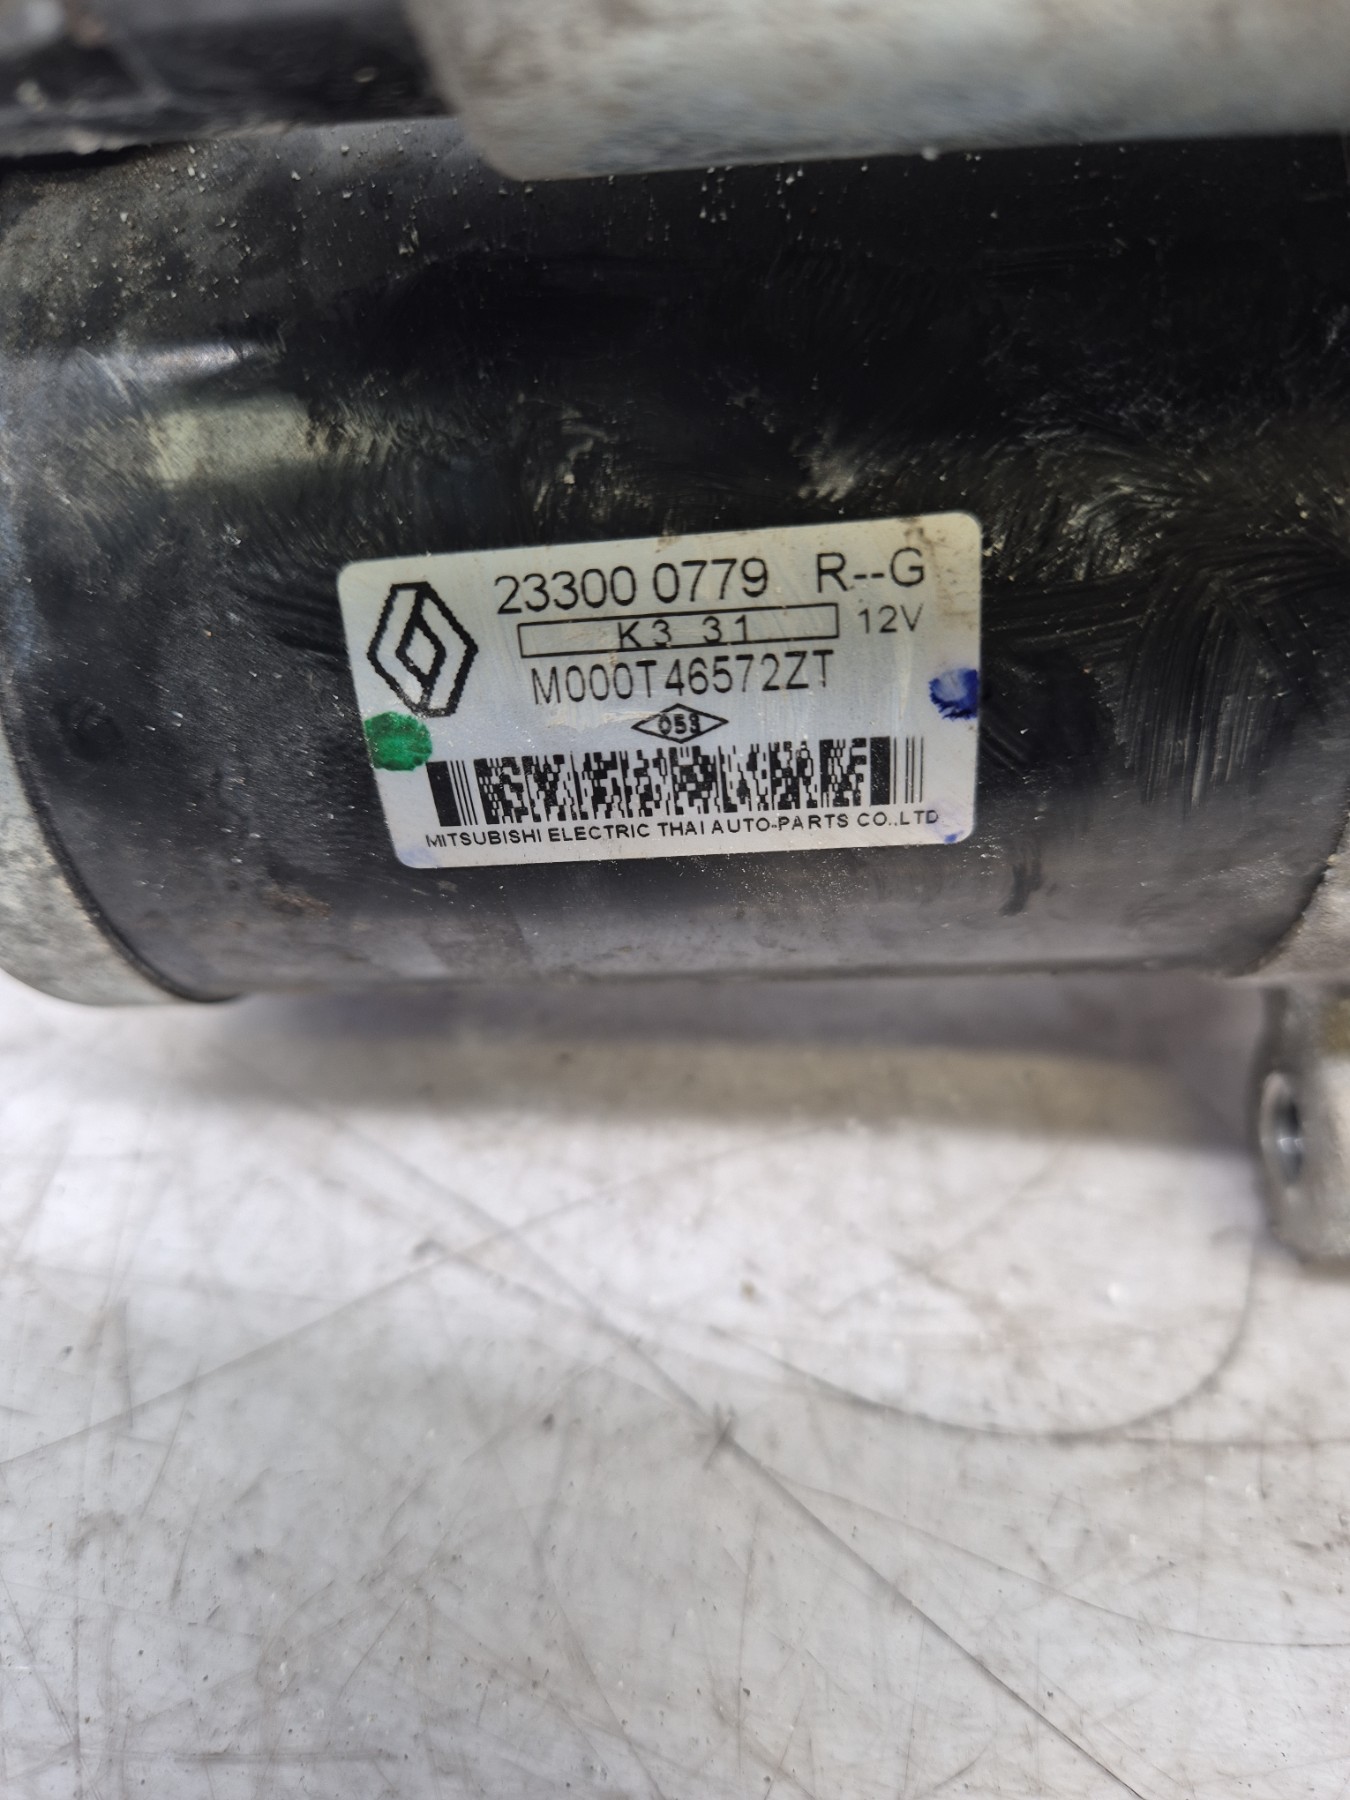 23300 0779 R--G
K3 31 12V
M000T46572ZT
053
MITSUBISHI ELECTRIC THAI AUTO-PARTS CO.,LTD